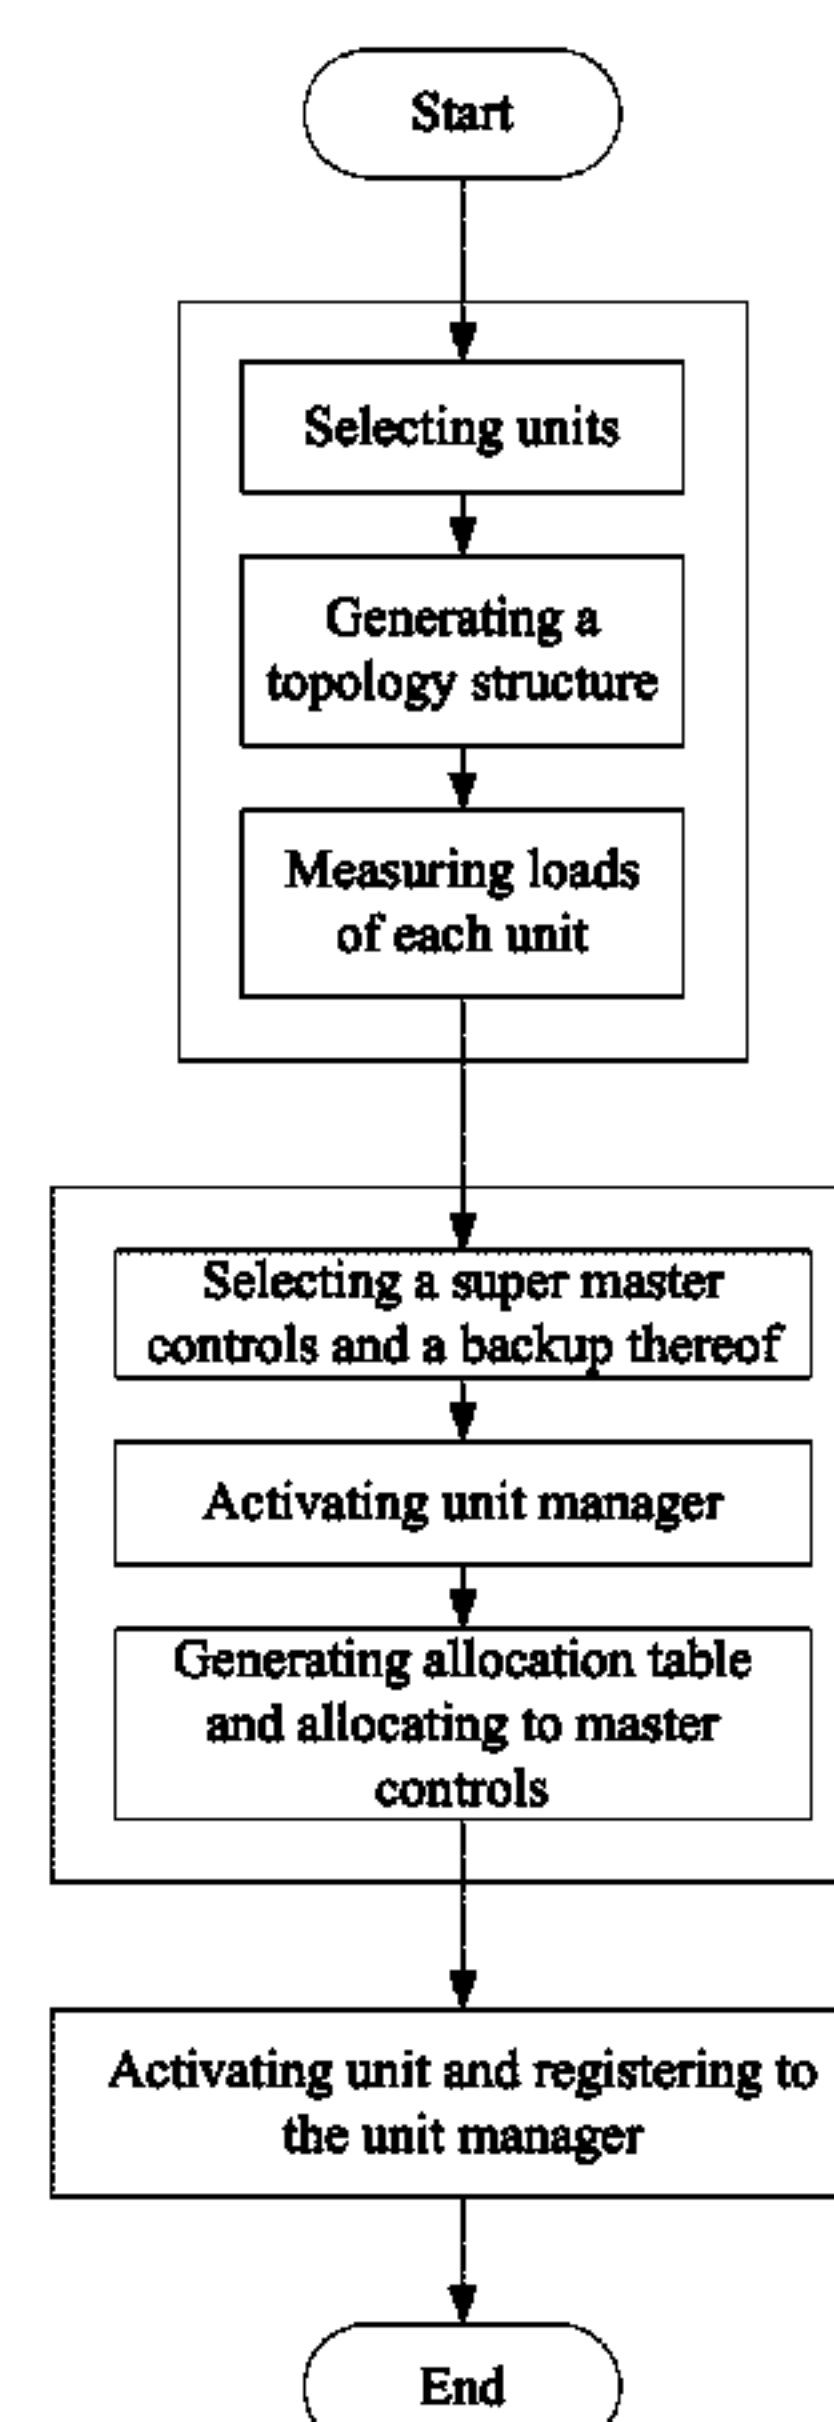 Start
Selecting units
Generating a
topology structure
Measuring loads
of each unit
Selecting a super master
controls and a backup thereof
Activating unit manager
Generating allocation table
and allocating to master
controls
Activating unit and registering to
the unit manager
End